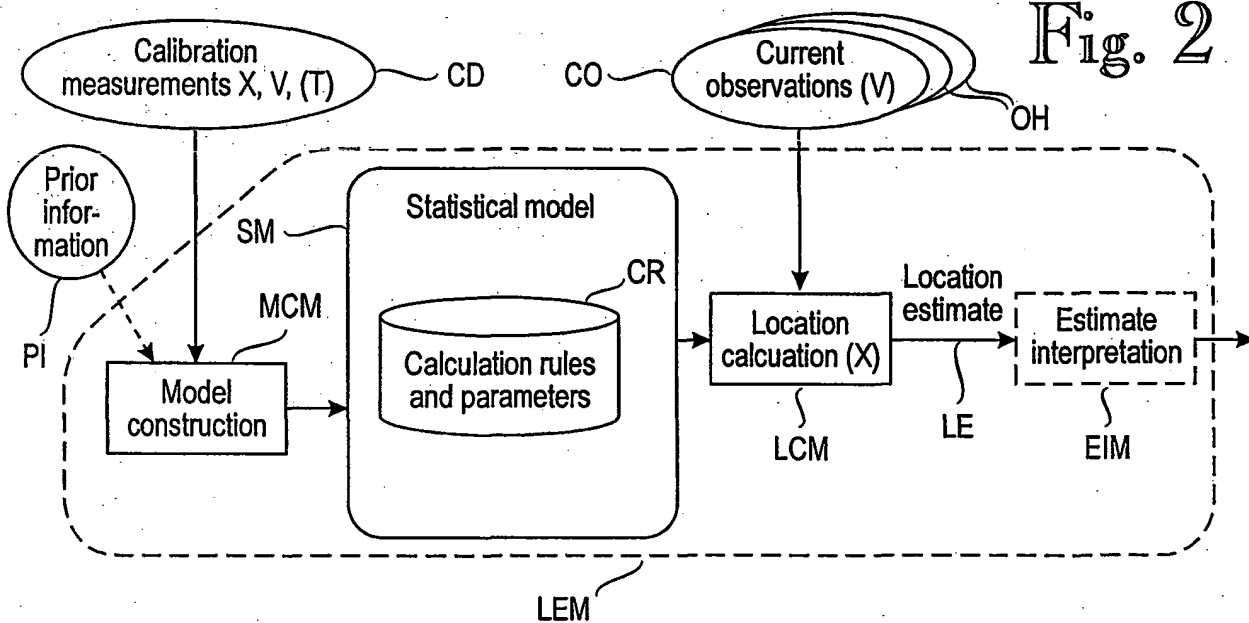 Fig. 2
Calibration
measurements X, V, (T)
CD
CO
Current
observations (V)
OH
Prior
infor-
mation
PI
SM
Statistical model
CR
Calculation rules
and parameters
MCM
Model
construction
Location
calcuation (X)
LCM
Location
estimate
LE
Estimate
interpretation
EIM
LEM